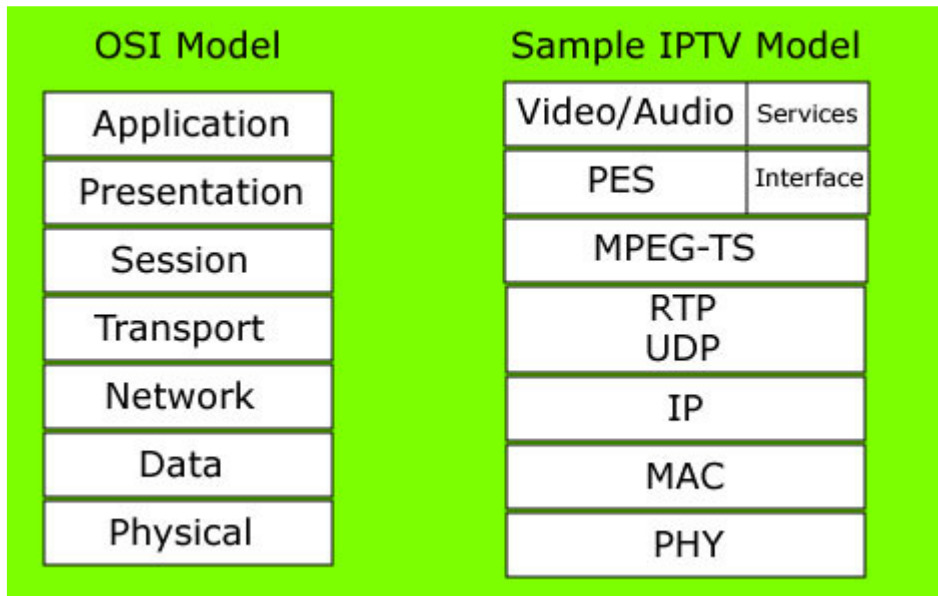 OSI Model
Application
Presentation
Session
Transport
Network
Data
Physical
Sample IPTV Model
Video/Audio Services
PES Interface
MPEG-TS
RTP
UDP
IP
MAC
PHY